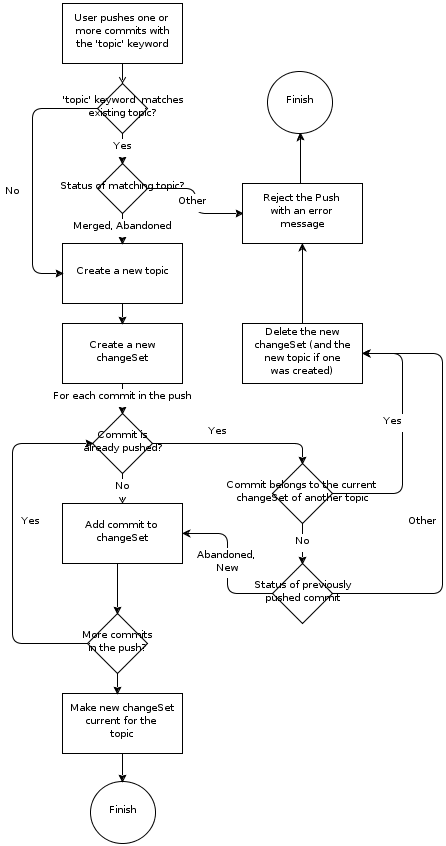 User pushes one or
more commits with
the 'topic' keyword
'topic' keyword matches
existing topic?
Finish
Yes
No
Status of matching topic?
Other
Reject the Push
with an error
message
Merged, Abandoned
Create a new topic
Create a new
changeSet
Delete the new
changeSet (and the
new topic if one
was created)
For each commit in the push
Commit is
already pushed?
Yes
Yes
No
Commit belongs to the current
changeSet of another topic
Yes
Add commit to
changeSet
Other
No
Abandoned,
New
Status of previously
pushed commit
More commits
in the push?
Make new changeSet
current for the
topic
Finish